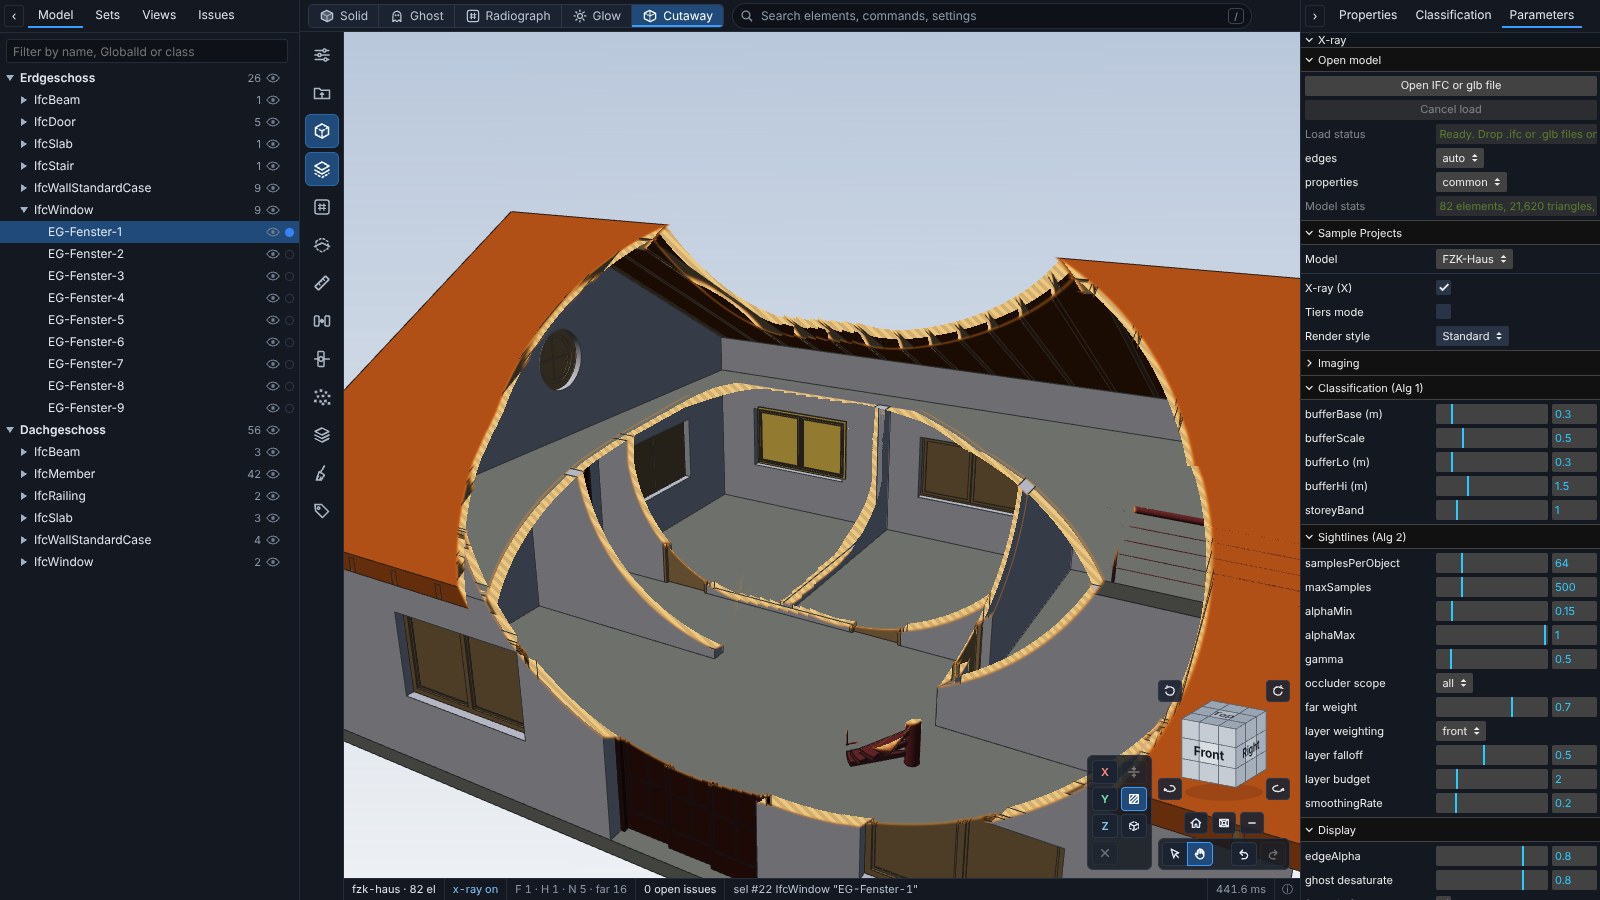 Model Sets Views Issues
Solid Ghost Radiograph Glow Cutaway
Search elements, commands, settings /
Properties Classification Parameters
Filter by name, GlobalId or class
Erdgeschoss 26
IfcBeam 1
IfcDoor 5
IfcSlab 1
IfcStair 1
IfcWallStandardCase 9
IfcWindow 9
EG-Fenster-1
EG-Fenster-2
EG-Fenster-3
EG-Fenster-4
EG-Fenster-5
EG-Fenster-6
EG-Fenster-7
EG-Fenster-8
EG-Fenster-9
Dachgeschoss 56
IfcBeam 3
IfcMember 42
IfcRailing 2
IfcSlab 3
IfcWallStandardCase 4
IfcWindow 2
Top
Front Right
X
Y
Z
fzk-haus · 82 el x-ray on F 1 · H 1 · N 5 · far 16 0 open issues sel #22 IfcWindow "EG-Fenster-1" 441.6 ms
X-ray
Open model
Open IFC or glb file
Cancel load
Load status Ready. Drop .ifc or .glb files or
edges auto
properties common
Model stats 82 elements, 21,620 triangles,
Sample Projects
Model FZK-Haus
X-ray (X)
Tiers mode
Render style Standard
Imaging
Classification (Alg 1)
bufferBase (m) 0.3
bufferScale 0.5
bufferLo (m) 0.3
bufferHi (m) 1.5
storeyBand 1
Sightlines (Alg 2)
samplesPerObject 64
maxSamples 500
alphaMin 0.15
alphaMax 1
gamma 0.5
occluder scope all
far weight 0.7
layer weighting front
layer falloff 0.5
layer budget 2
smoothingRate 0.2
Display
edgeAlpha 0.8
ghost desaturate 0.8